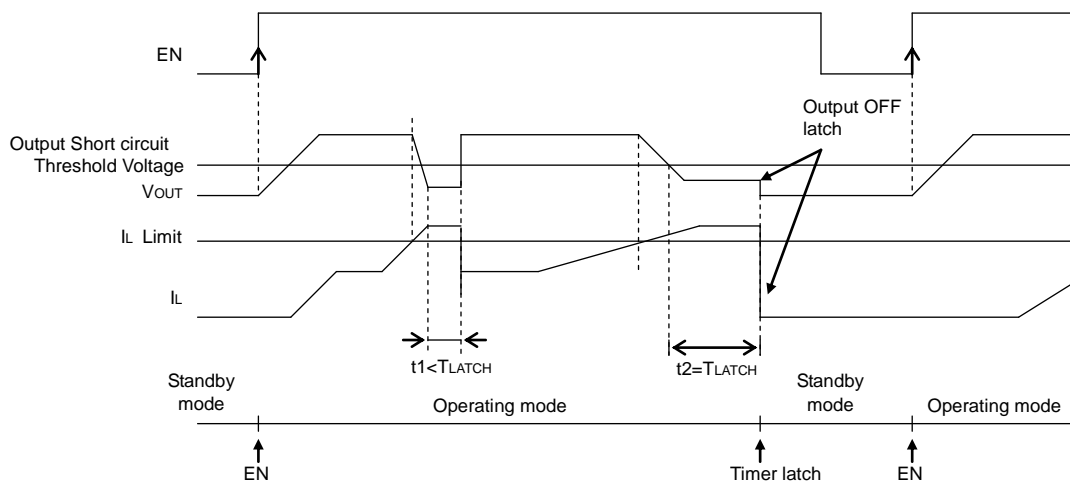 EN
Output OFF
latch
Output Short circuit
Threshold Voltage
VOUT
IL Limit
IL
t1<TLATCH
t2=TLATCH
Standby
mode
Operating mode
Standby
mode
Operating mode
EN
Timer latch
EN